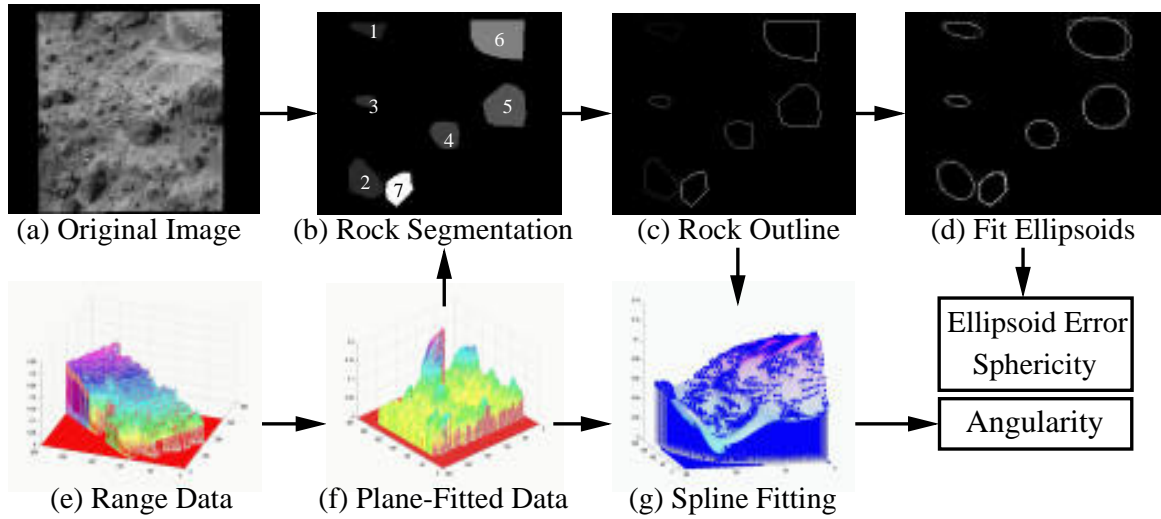 1
6
3
5
4
2
7
(a) Original Image
(b) Rock Segmentation
(c) Rock Outline
(d) Fit Ellipsoids
Ellipsoid Error
Sphericity
Angularity
(e) Range Data
(f) Plane-Fitted Data
(g) Spline Fitting